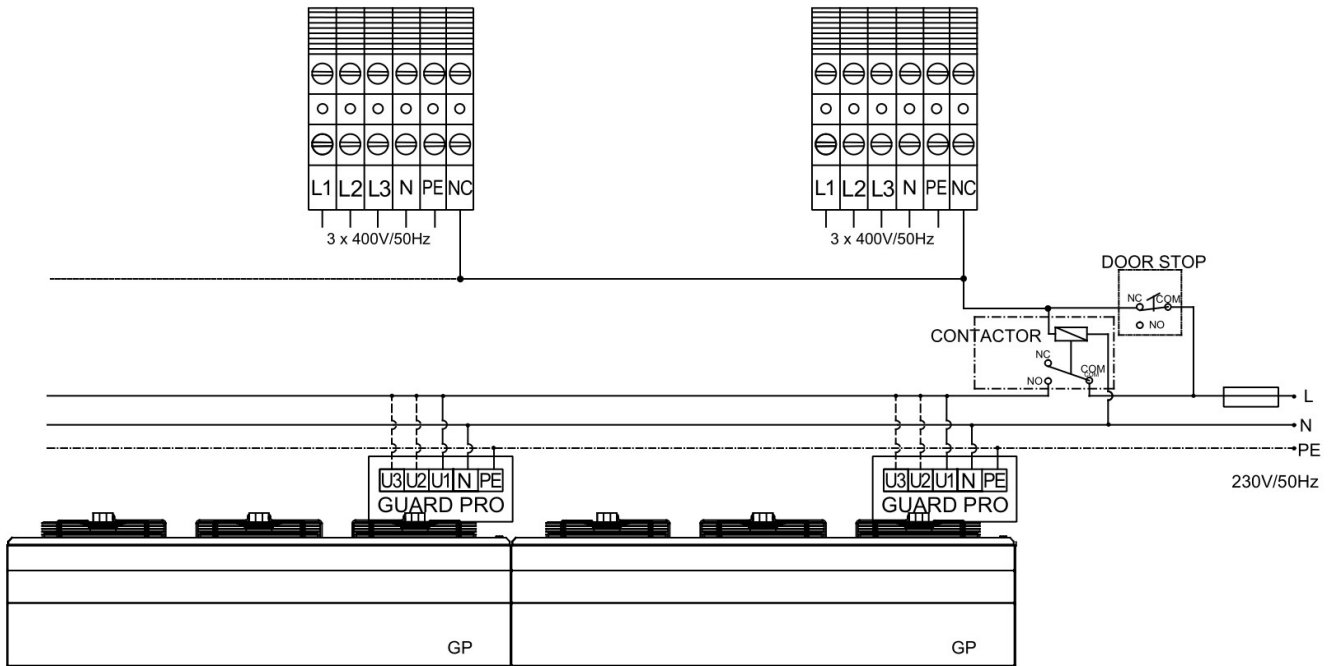 L1 L2 L3 N PE NC
3 x 400V/50Hz
L1 L2 L3 N PE NC
3 x 400V/50Hz
DOOR STOP
NC COM
NO
CONTACTOR
NC
COM
COM
NO
L
N
PE
230V/50Hz
U3 U2 U1 N PE
GUARD PRO
U3 U2 U1 N PE
GUARD PRO
GP
GP